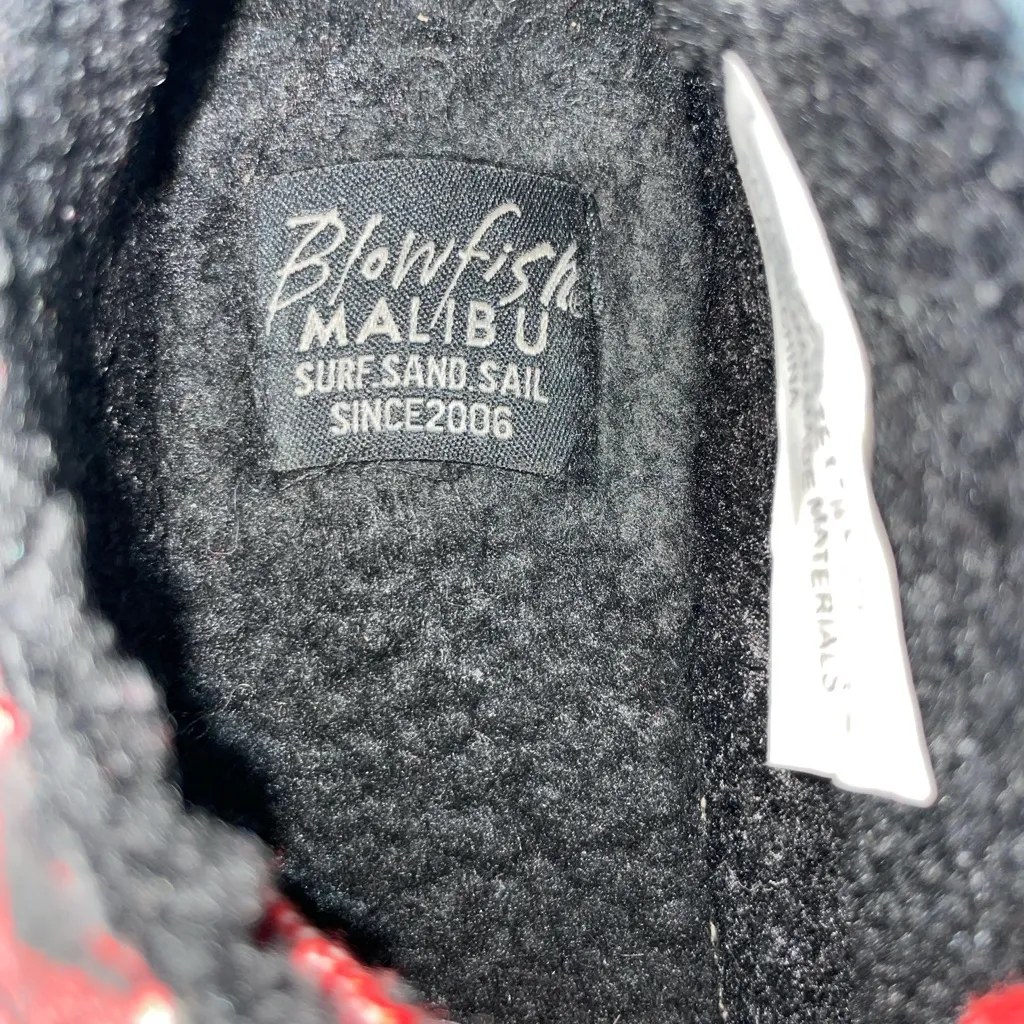 Blowfish
MALIBU
SURF SAND SAIL
SINCE2006
MATERIALS